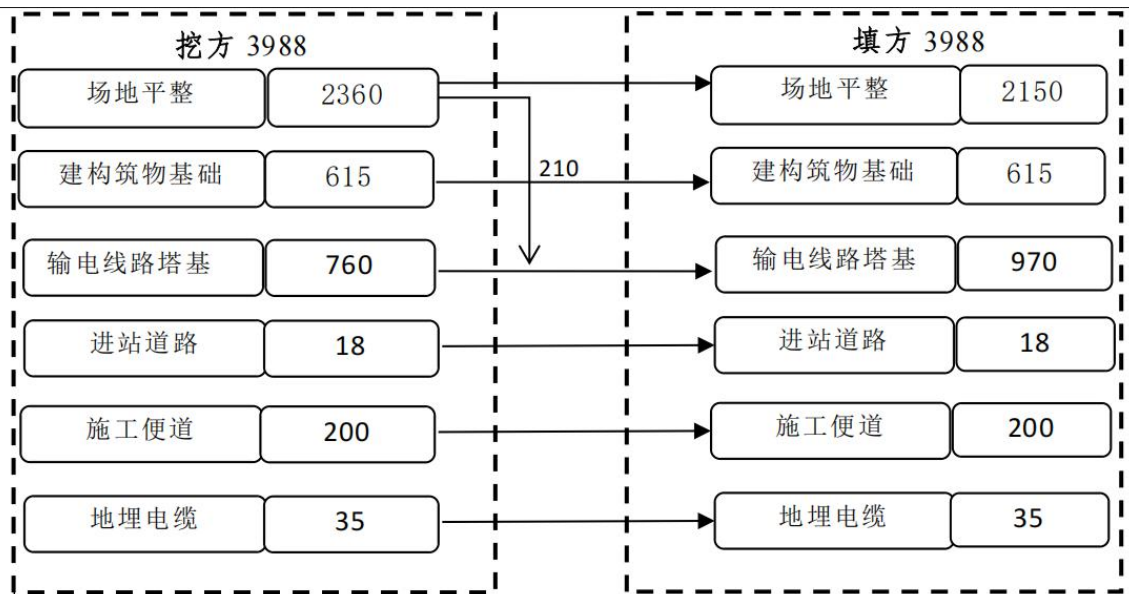 挖方 3988 填方 3988
场地平整 2360 场地平整 2150
建构筑物基础 615 210 建构筑物基础 615
输电线路塔基 760 输电线路塔基 970
进站道路 18 进站道路 18
施工便道 200 施工便道 200
地埋电缆 35 地埋电缆 35